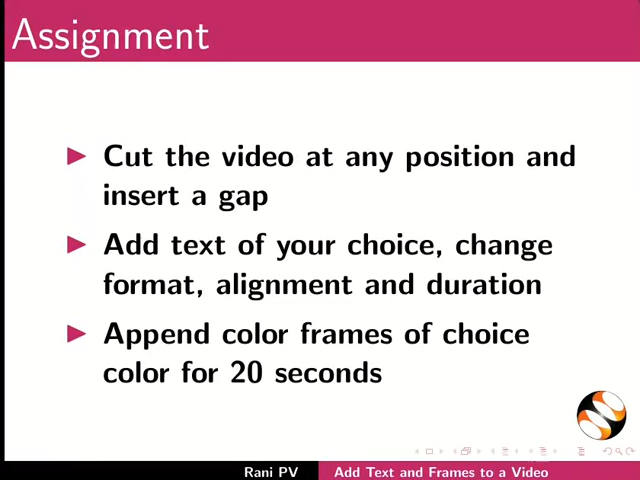 Assignment
Cut the video at any position and
insert a gap
Add text of your choice, change
format, alignment and duration
Append color frames of choice
color for 20 seconds
Rani PV Add Text and Frames to a Video